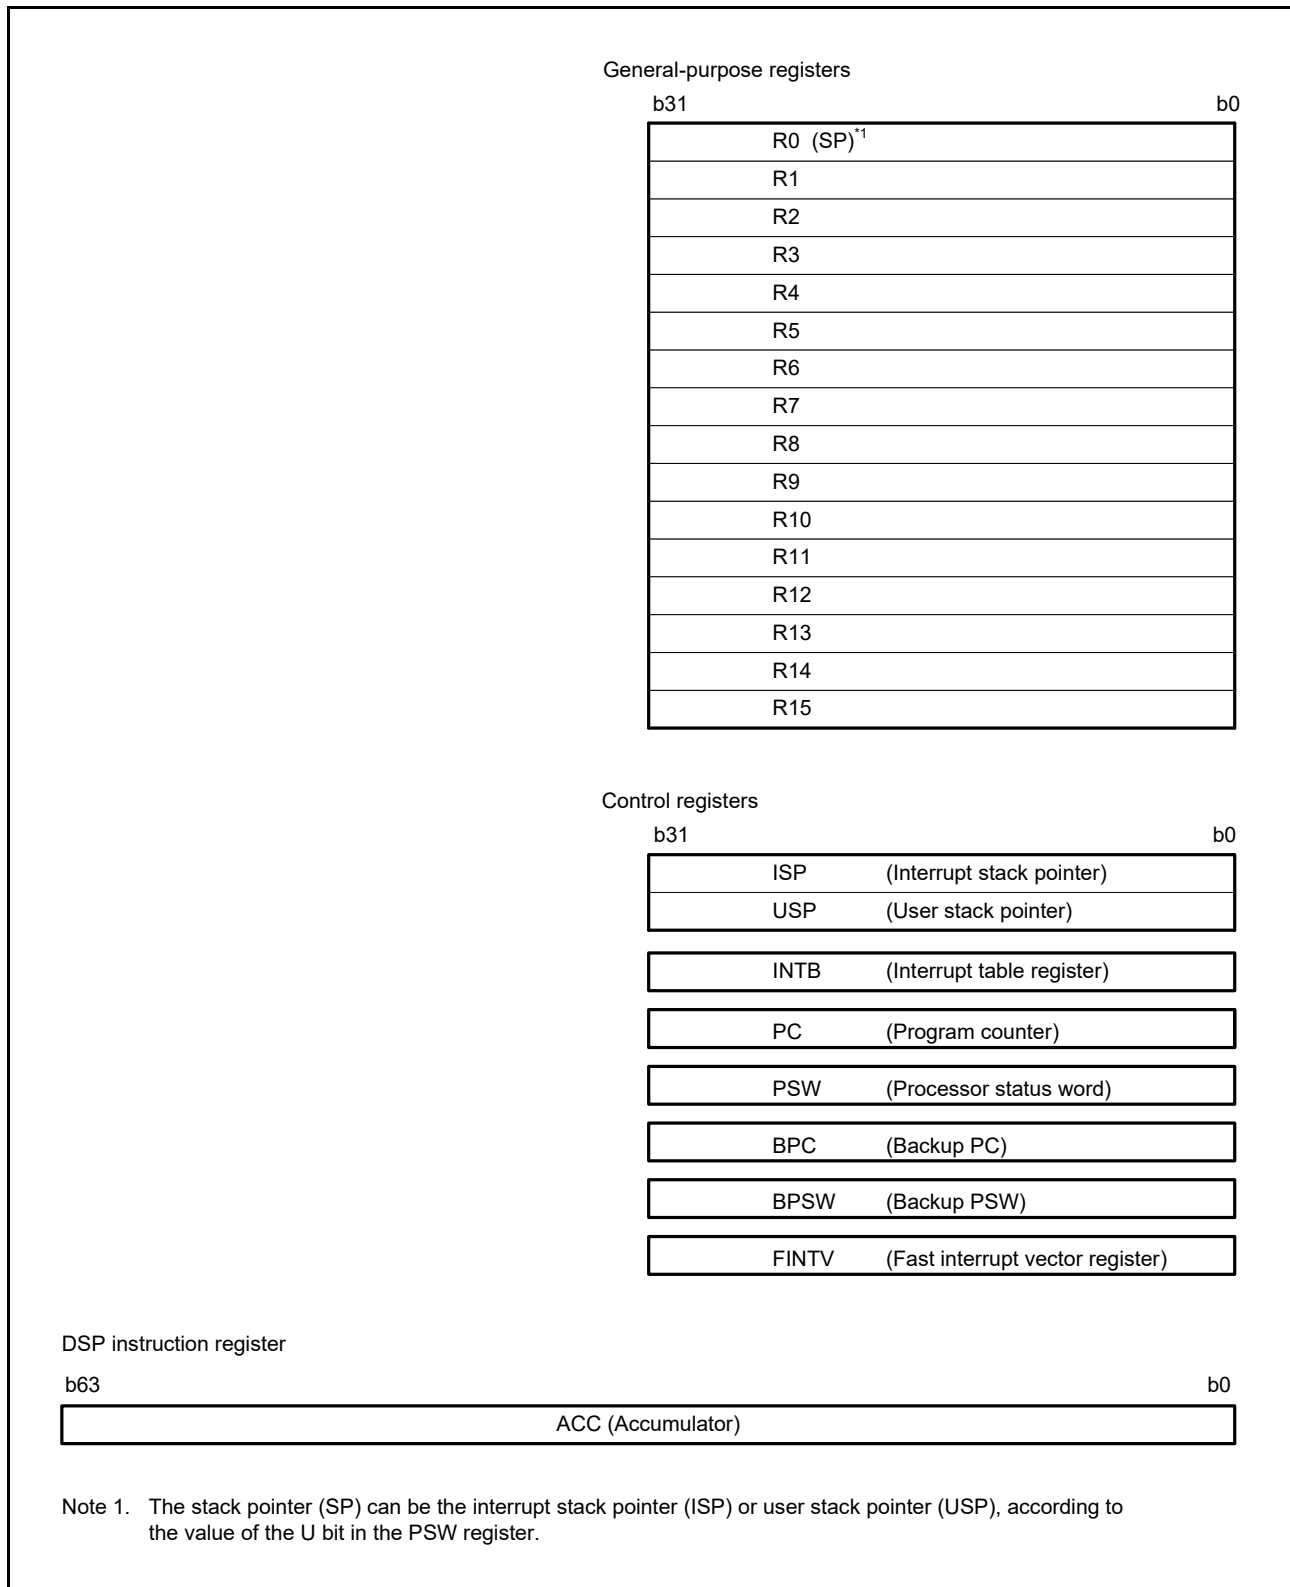 General-purpose registers
b31 b0
R0 (SP)*1
R1
R2
R3
R4
R5
R6
R7
R8
R9
R10
R11
R12
R13
R14
R15
Control registers
b31 b0
ISP (Interrupt stack pointer)
USP (User stack pointer)
INTB (Interrupt table register)
PC (Program counter)
PSW (Processor status word)
BPC (Backup PC)
BPSW (Backup PSW)
FINTV (Fast interrupt vector register)
DSP instruction register
b63 b0
ACC (Accumulator)
Note 1. The stack pointer (SP) can be the interrupt stack pointer (ISP) or user stack pointer (USP), according to
the value of the U bit in the PSW register.